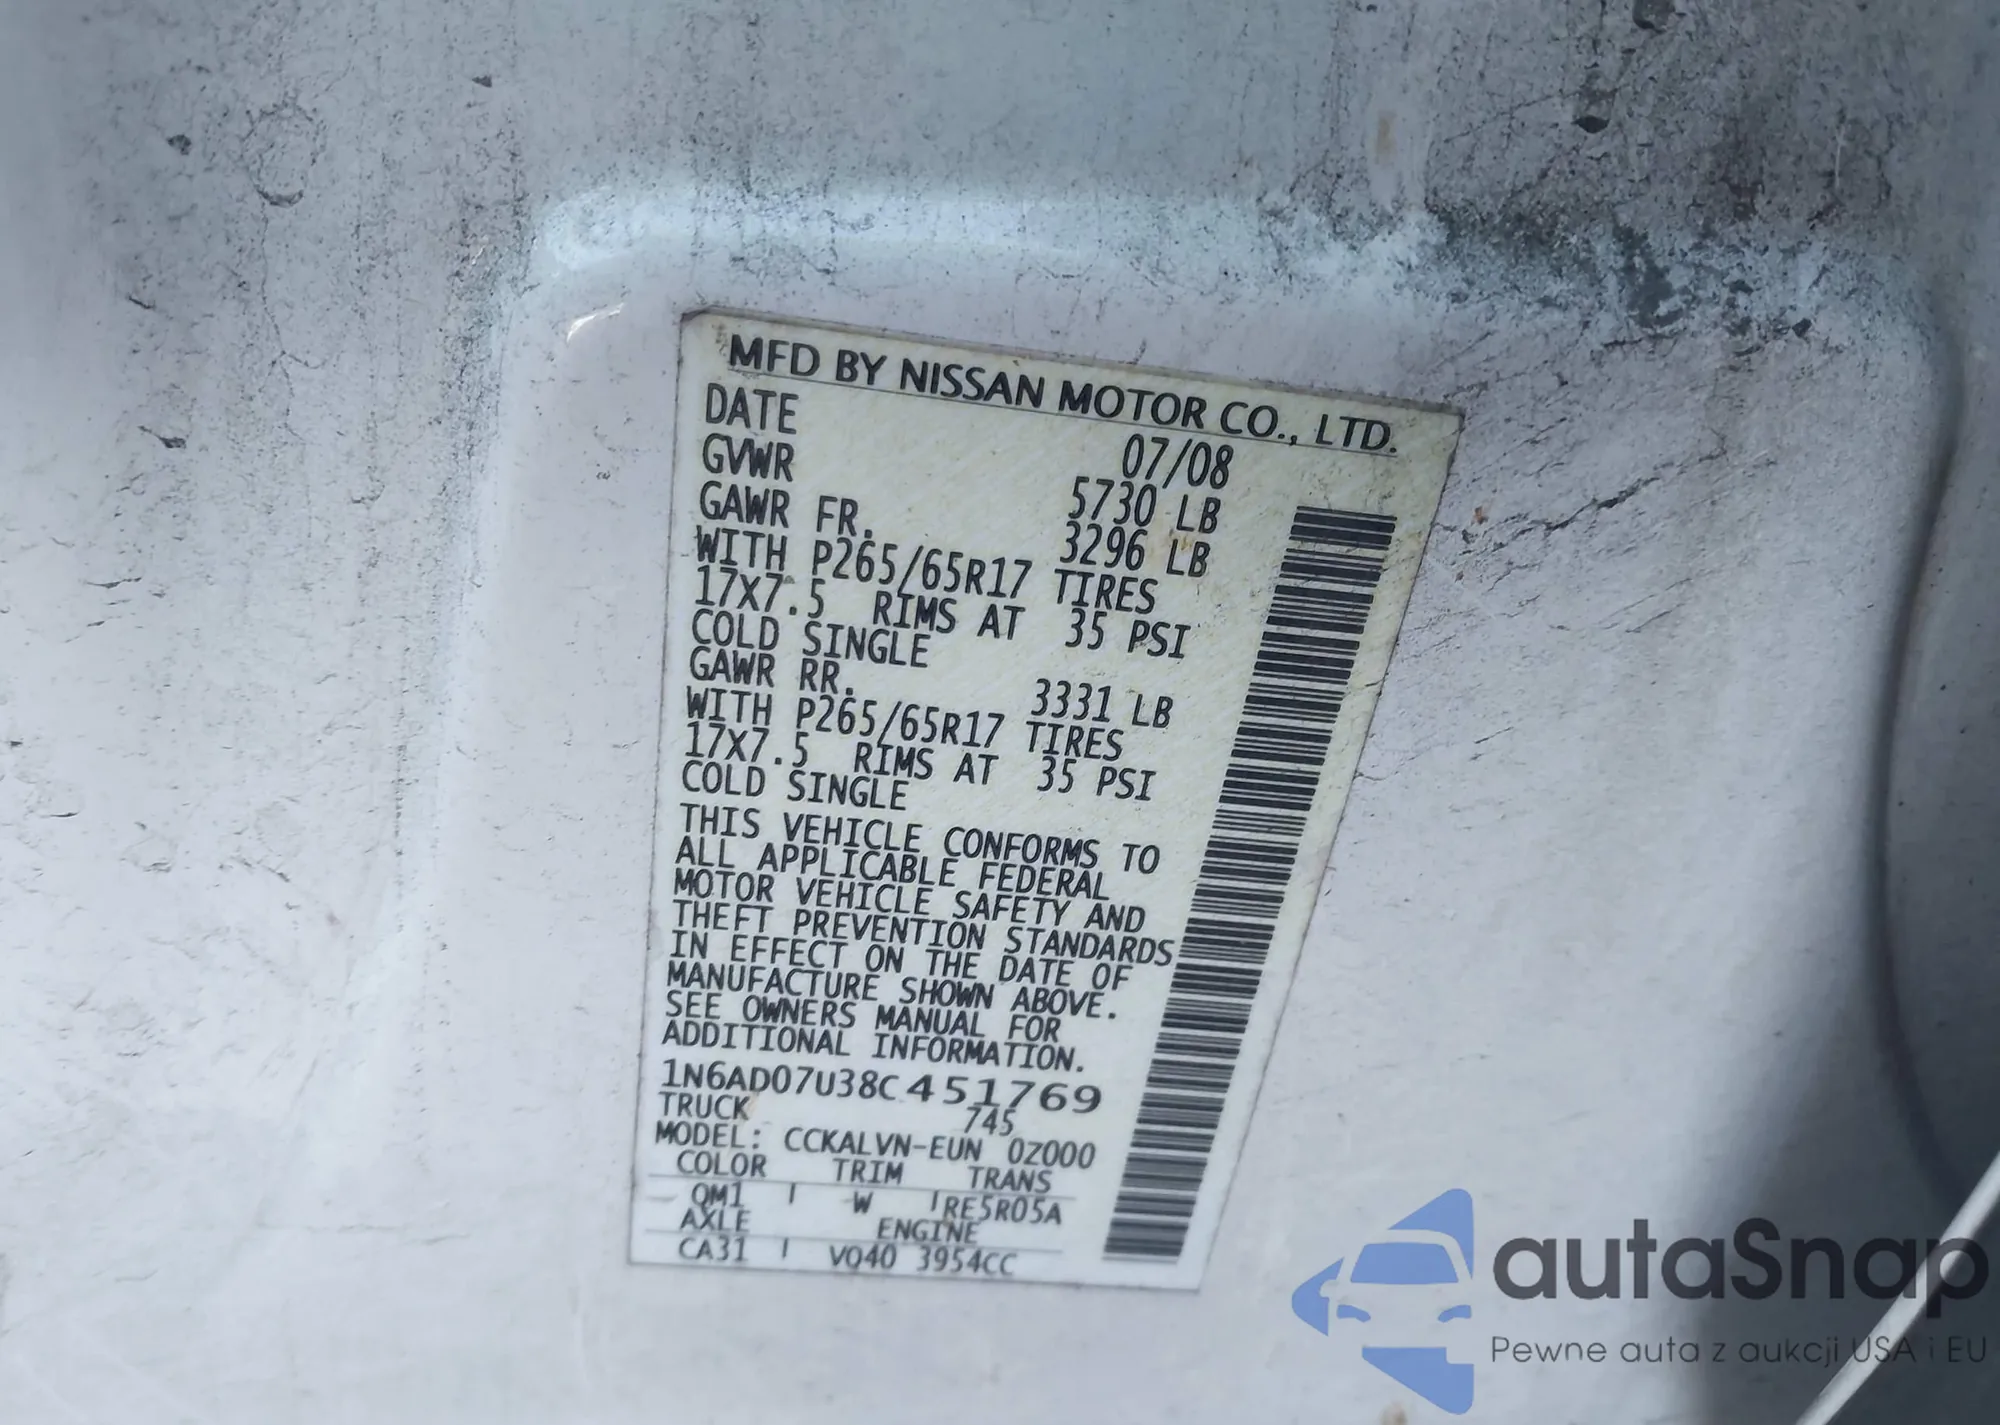 MFD BY NISSAN MOTOR CO., LTD.
DATE 07/08
GVWR 5730 LB
GAWR FR. 3296 LB
WITH P265/65R17 TIRES
17X7.5 RIMS AT 35 PSI
COLD SINGLE
GAWR RR. 3331 LB
WITH P265/65R17 TIRES
17X7.5 RIMS AT 35 PSI
COLD SINGLE
THIS VEHICLE CONFORMS TO
ALL APPLICABLE FEDERAL
MOTOR VEHICLE SAFETY AND
THEFT PREVENTION STANDARDS
IN EFFECT ON THE DATE OF
MANUFACTURE SHOWN ABOVE.
SEE OWNERS MANUAL FOR
ADDITIONAL INFORMATION.
1N6AD07U38C451769
TRUCK 745
MODEL: CCKALVN-EUN 0Z000
COLOR TRIM TRANS
QM1 W RE5R05A
AXLE ENGINE
CA31 VQ40 3954CC
autaSnap
Pewne auta z aukcji USA i EU